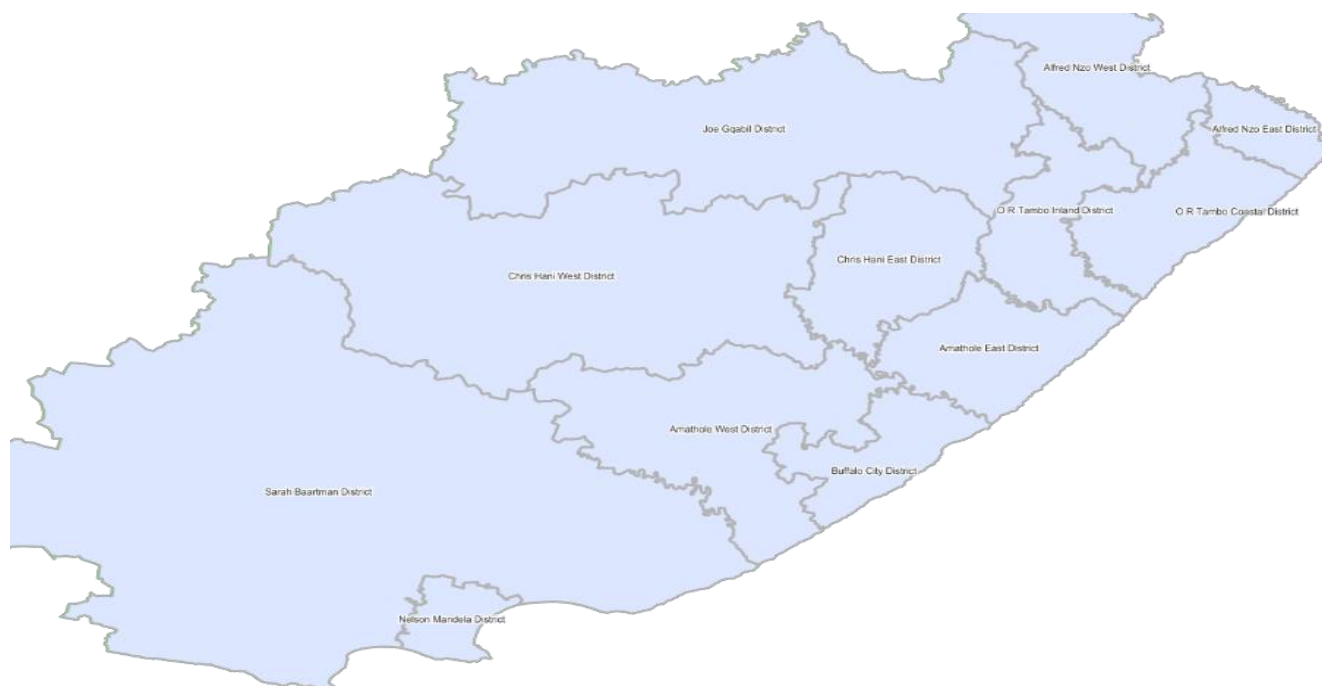 Alfred Nzo West District
Joe Gqabill District
Alfred Nzo East District
O R Tambo Inland District
O R Tambo Coastal District
Chris Hani East District
Chris Hani West District
Amathole East District
Amathole West District
Buffalo City District
Sarah Baartman District
Nelson Mandela District